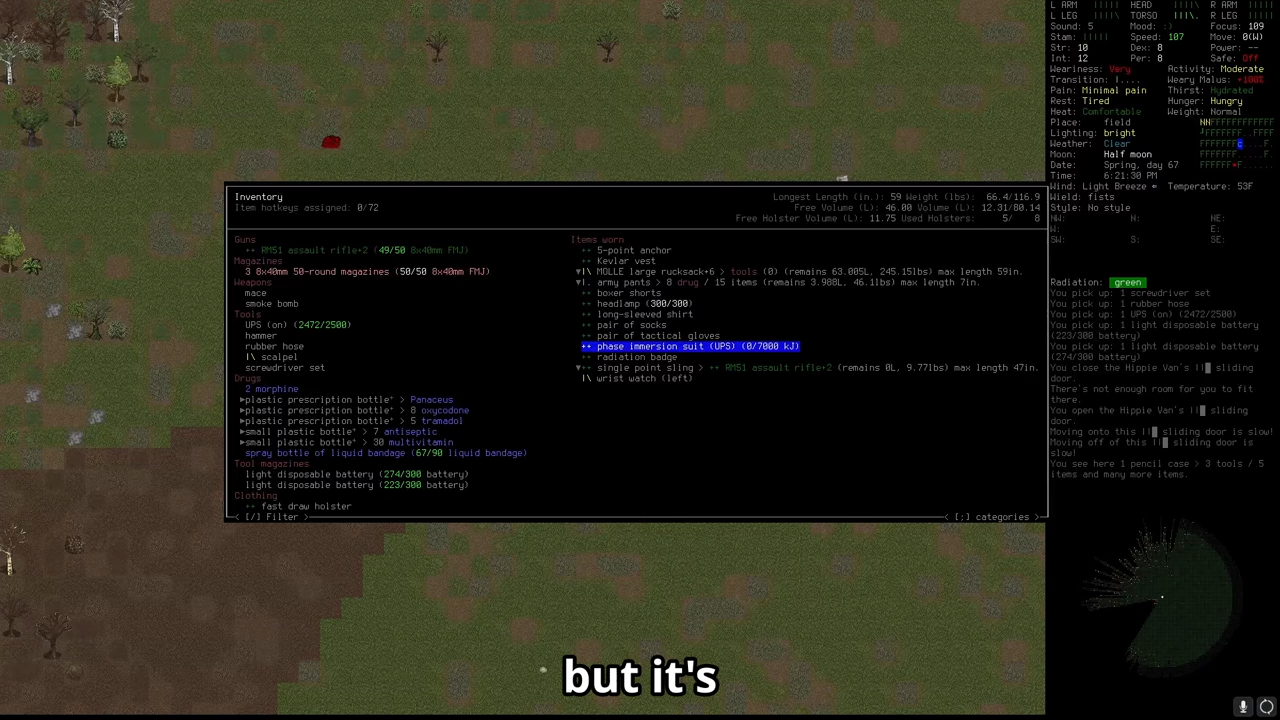 L ARM ||||| HEAD ||||| R ARM |||||
L LEG ||||\ TORSO |||\. R LEG |||||
Sound: 5 Mood: :) Focus: 109
Stam: ||||| Speed: 107 Move: 0(W)
Str: 10 Dex: 8 Power: --
Int: 12 Per: 8 Safe: Off
Weariness: Very Activity: Moderate
Transition: |.... Weary Malus: +100%
Pain: Minimal pain Thirst: Hydrated
Rest: Tired Hunger: Hungry
Heat: Comfortable Weight: Normal
Place: field
Lighting: bright
Weather: Clear
Moon: Half moon
Date: Spring, day 67
Time: 6:21:30 PM
Wind: Light Breeze Temperature: 53F
Wield: fists
Style: No style
NW: N: NE:
W: E:
SW: S: SE:
Radiation: green
You pick up: 1 screwdriver set
You pick up: 1 rubber hose
You pick up: 1 UPS (on) (2472/2500)
You pick up: 1 light disposable battery
(223/300 battery)
You pick up: 1 light disposable battery
(274/300 battery)
You close the Hippie Van's || sliding
door.
There's not enough room for you to fit
there.
You open the Hippie Van's || sliding
door.
Moving onto this || sliding door is slow!
Moving off of this || sliding door is
slow!
You see here 1 pencil case > 3 tools / 5
items and many more items.
Inventory
Item hotkeys assigned: 0/72
Longest Length (in.): 59 Weight (lbs): 66.4/116.9
Free Volume (L): 46.00 Volume (L): 12.31/80.14
Free Holster Volume (L): 11.75 Used Holsters: 5/ 8
Guns
++ RM51 assault rifle+2 (49/50 8x40mm FMJ)
Magazines
3 8x40mm 50-round magazines (50/50 8x40mm FMJ)
Weapons
mace
smoke bomb
Tools
UPS (on) (2472/2500)
hammer
rubber hose
|\ scalpel
screwdriver set
Drugs
2 morphine
▶plastic prescription bottle⁺ > Panaceus
▶plastic prescription bottle⁺ > 8 oxycodone
▶plastic prescription bottle⁺ > 5 tramadol
▶small plastic bottle⁺ > 7 antiseptic
▶small plastic bottle⁺ > 30 multivitamin
spray bottle of liquid bandage (67/90 liquid bandage)
Tool magazines
light disposable battery (274/300 battery)
light disposable battery (223/300 battery)
Clothing
++ fast draw holster
< [/] Filter >
Items worn
++ 5-point anchor
++ Kevlar vest
▼|\ MOLLE large rucksack+6 > tools (0) (remains 63.005L, 245.15lbs) max length 59in.
▼|. army pants > 8 drug / 15 items (remains 3.988L, 46.1lbs) max length 7in.
++ boxer shorts
++ headlamp (300/300)
++ long-sleeved shirt
++ pair of socks
++ pair of tactical gloves
++ phase immersion suit (UPS) (0/7000 kJ)
++ radiation badge
▼++ single point sling > ++ RM51 assault rifle+2 (remains 0L, 9.77lbs) max length 47in.
|\ wrist watch (left)
< [;] categories >
but it's